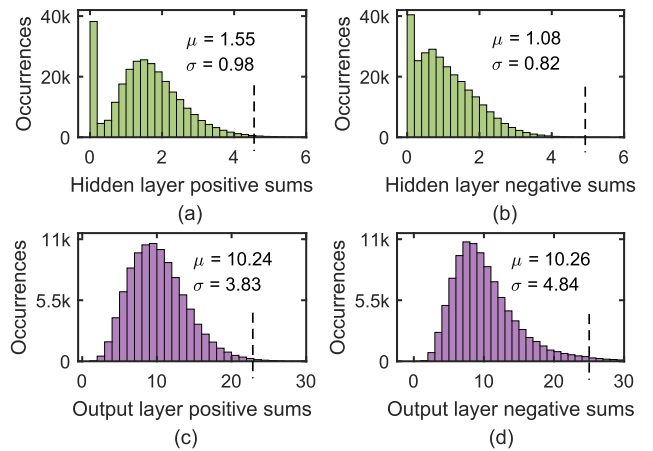 40k
20k
0
Occurrences
μ = 1.55
σ = 0.98
0 2 4 6
Hidden layer positive sums
(a)
40k
20k
0
Occurrences
μ = 1.08
σ = 0.82
0 2 4 6
Hidden layer negative sums
(b)
11k
5.5k
0
Occurrences
μ = 10.24
σ = 3.83
0 10 20 30
Output layer positive sums
(c)
11k
5.5k
0
Occurrences
μ = 10.26
σ = 4.84
0 10 20 30
Output layer negative sums
(d)